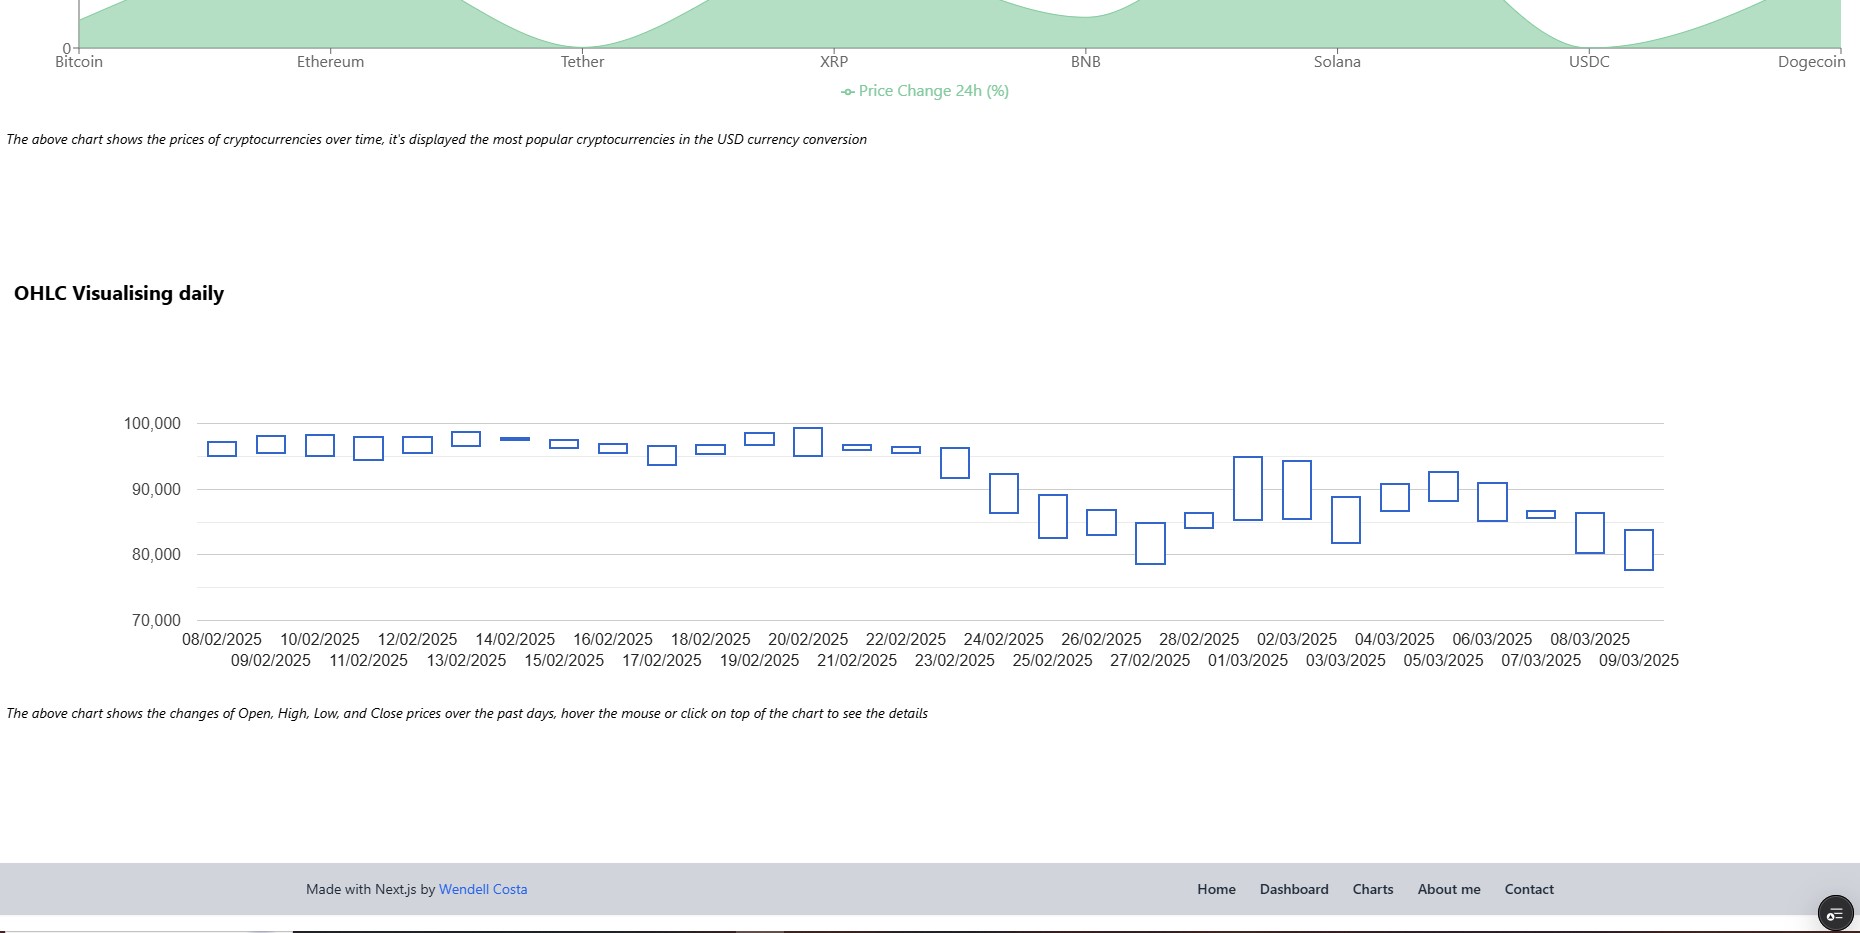 0
Bitcoin Ethereum Tether XRP BNB Solana USDC Dogecoin
Price Change 24h (%)
The above chart shows the prices of cryptocurrencies over time, it's displayed the most popular cryptocurrencies in the USD currency conversion
OHLC Visualising daily
100,000
90,000
80,000
70,000
08/02/2025 10/02/2025 12/02/2025 14/02/2025 16/02/2025 18/02/2025 20/02/2025 22/02/2025 24/02/2025 26/02/2025 28/02/2025 02/03/2025 04/03/2025 06/03/2025 08/03/2025
09/02/2025 11/02/2025 13/02/2025 15/02/2025 17/02/2025 19/02/2025 21/02/2025 23/02/2025 25/02/2025 27/02/2025 01/03/2025 03/03/2025 05/03/2025 07/03/2025 09/03/2025
The above chart shows the changes of Open, High, Low, and Close prices over the past days, hover the mouse or click on top of the chart to see the details
Made with Next.js by Wendell Costa Home Dashboard Charts About me Contact